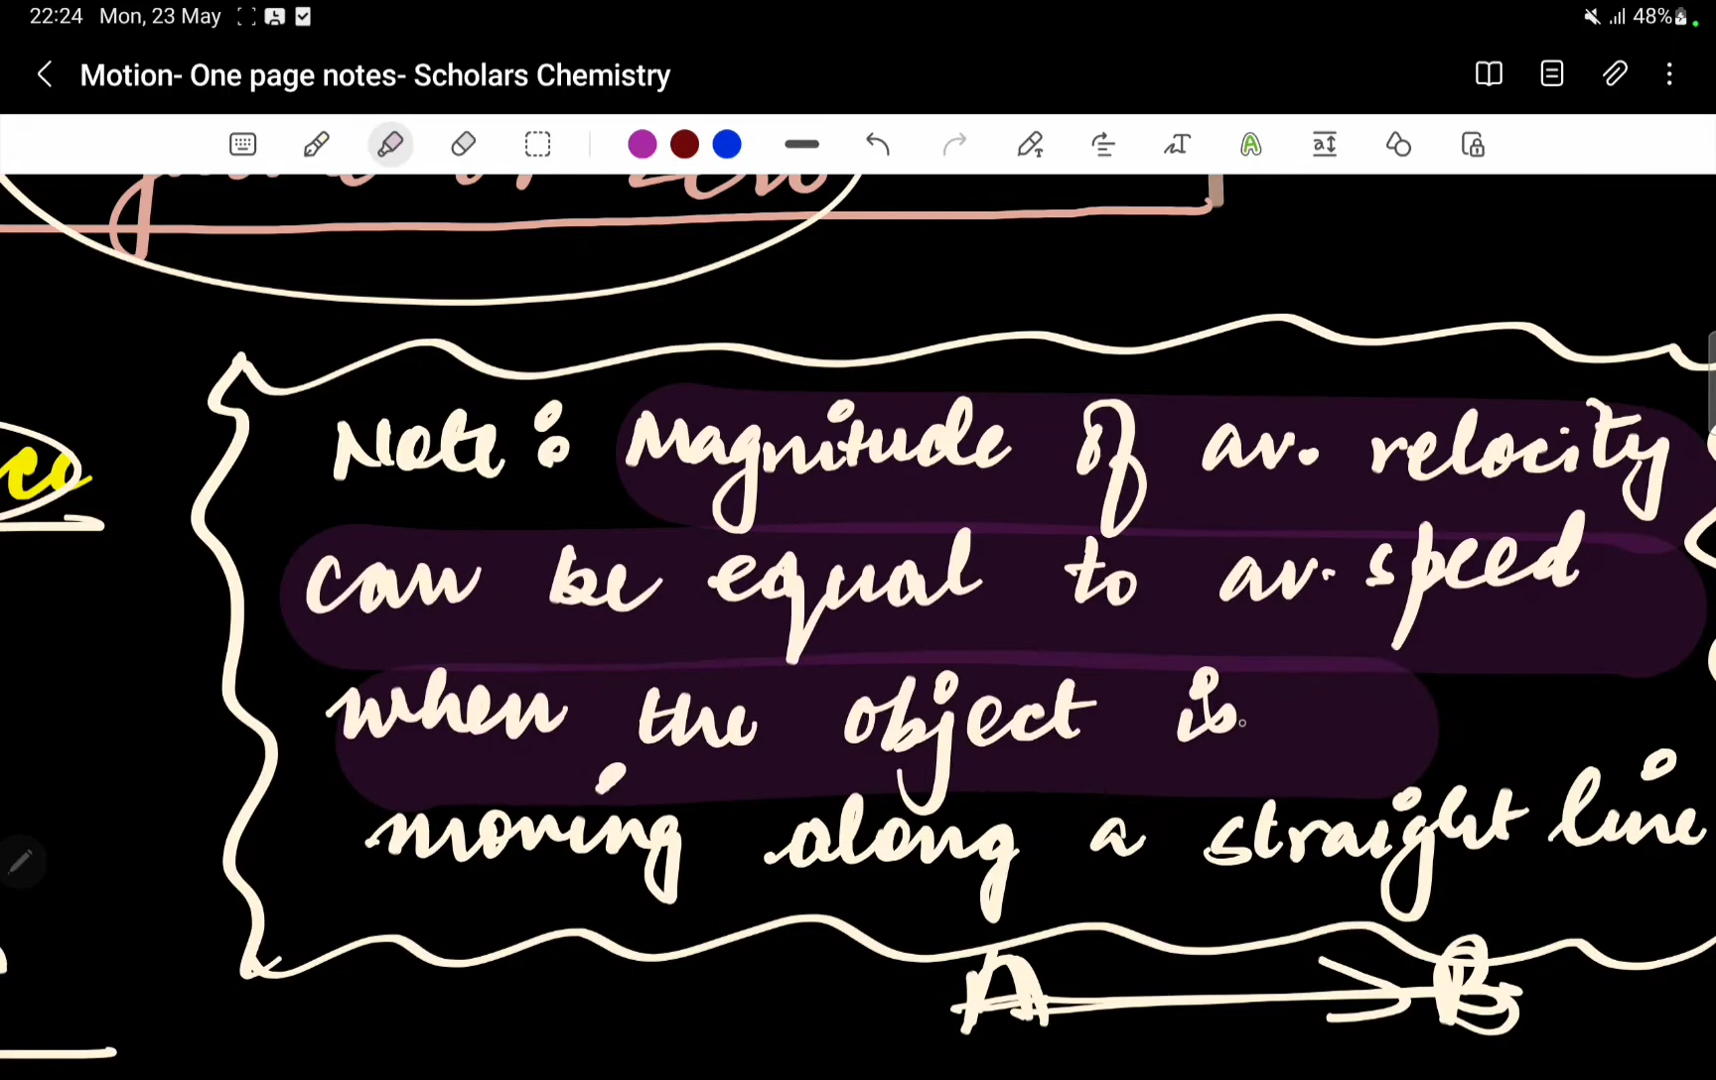 22:24 Mon, 23 May 48%
Motion- One page notes- Scholars Chemistry
zero
Note: Magnitude of av. velocity
can be equal to av. speed
when the object is
moving along a straight line
A B